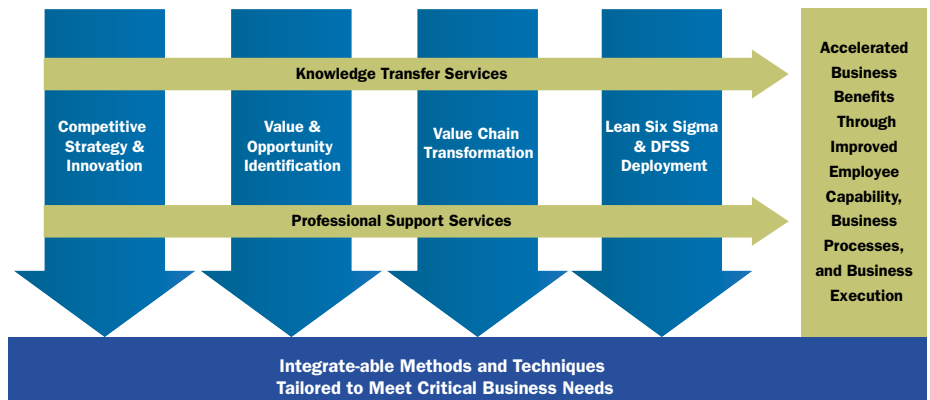 Knowledge Transfer Services
Competitive
Strategy &
Innovation
Value &
Opportunity
Identification
Value Chain
Transformation
Lean Six Sigma
& DFSS
Deployment
Professional Support Services
Accelerated
Business
Benefits
Through
Improved
Employee
Capability,
Business
Processes,
and Business
Execution
Integrate-able Methods and Techniques
Tailored to Meet Critical Business Needs